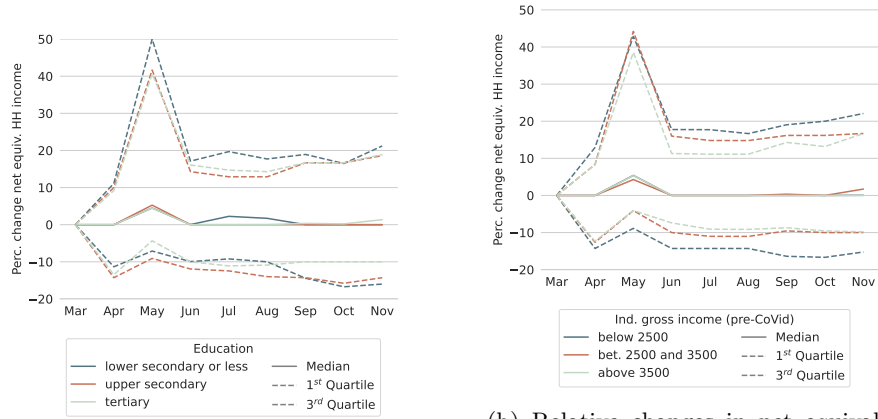 Perc. change net equiv. HH income
50
40
30
20
10
0
−10
−20
Mar Apr May Jun Jul Aug Sep Oct Nov
Education
lower secondary or less
upper secondary
tertiary
Median
1st Quartile
3rd Quartile
Perc. change net equiv. HH income
50
40
30
20
10
0
−10
−20
Mar Apr May Jun Jul Aug Sep Oct Nov
Ind. gross income (pre-CoVid)
below 2500
bet. 2500 and 3500
above 3500
Median
1st Quartile
3rd Quartile
(b) Relative changes in net equival